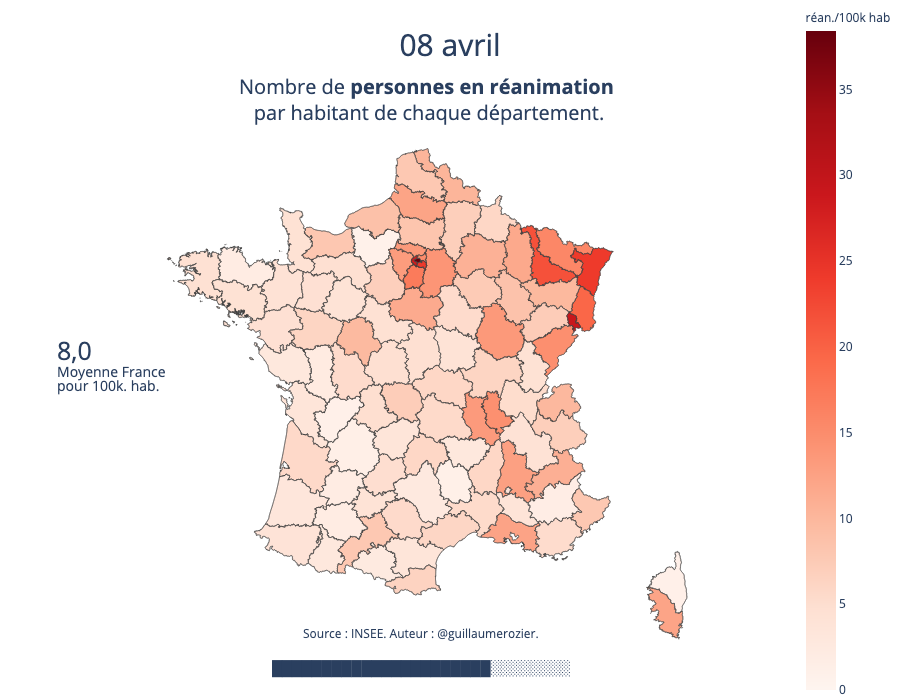 réan./100k hab
08 avril
Nombre de personnes en réanimation
par habitant de chaque département.
35
30
25
20
15
10
5
0
8,0
Moyenne France
pour 100k. hab.
Source : INSEE. Auteur : @guillaumerozier.